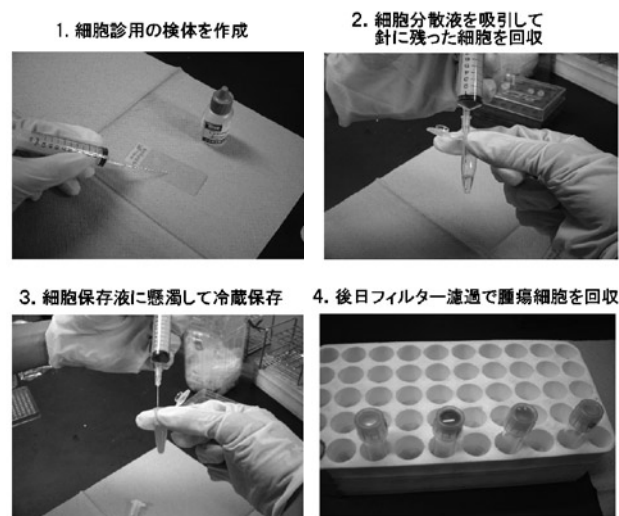 1. 細胞診用の検体を作成
2. 細胞分散液を吸引して
針に残った細胞を回収
3. 細胞保存液に懸濁して冷蔵保存
4. 後日フィルター濾過で腫瘍細胞を回収